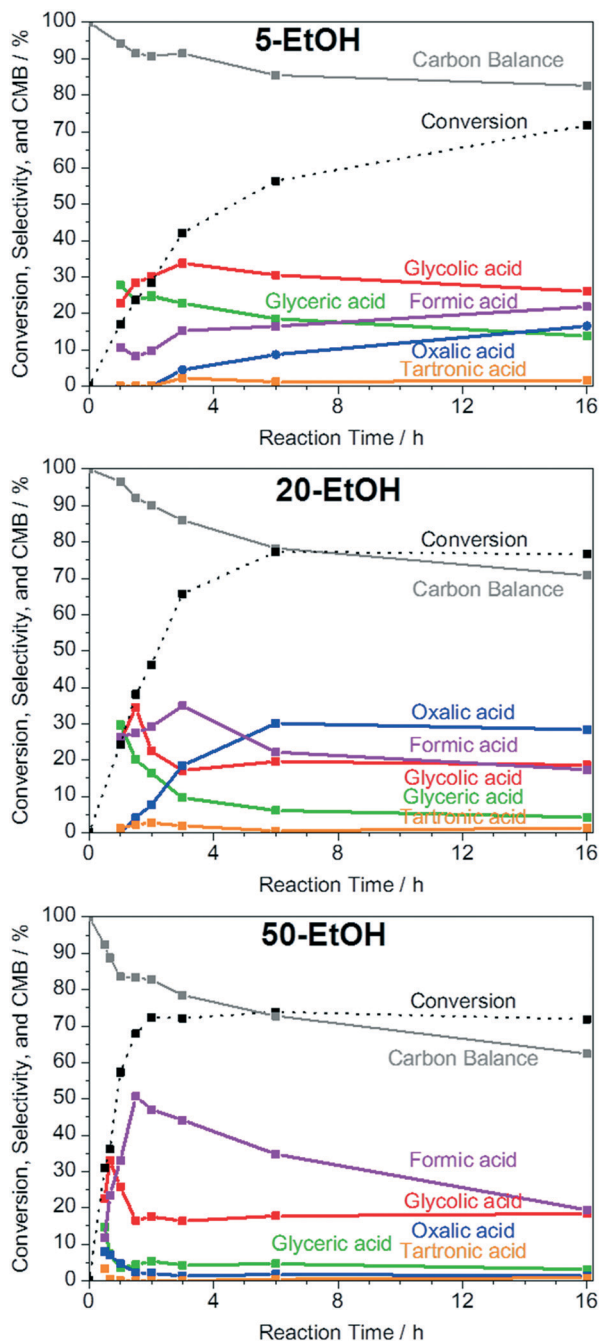 5-EtOH
Conversion, Selectivity, and CMB / %
100
90
80
70
60
50
40
30
20
10
0
Carbon Balance
Conversion
Glycolic acid
Glyceric acid
Formic acid
Oxalic acid
Tartronic acid
0 4 8 12 16
Reaction Time / h
20-EtOH
Conversion, Selectivity, and CMB / %
100
90
80
70
60
50
40
30
20
10
0
Conversion
Carbon Balance
Oxalic acid
Formic acid
Glycolic acid
Glyceric acid
Tartronic acid
0 4 8 12 16
Reaction Time / h
50-EtOH
Conversion, Selectivity, and CMB / %
100
90
80
70
60
50
40
30
20
10
0
Conversion
Carbon Balance
Formic acid
Glycolic acid
Oxalic acid
Glyceric acid
Tartronic acid
0 4 8 12 16
Reaction Time / h